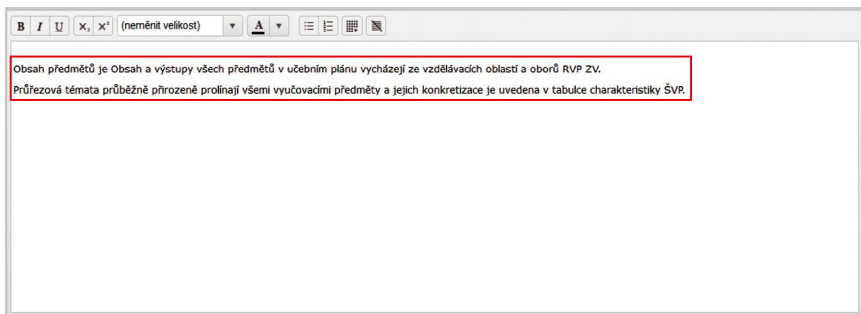 B I U X₂ X² (neměnit velikost) A
Obsah předmětů je Obsah a výstupy všech předmětů v učebním plánu vycházejí ze vzdělávacích oblastí a oborů RVP ZV.
Průřezová témata průběžně přirozeně prolínají všemi vyučovacími předměty a jejich konkretizace je uvedena v tabulce charakteristiky ŠVP.